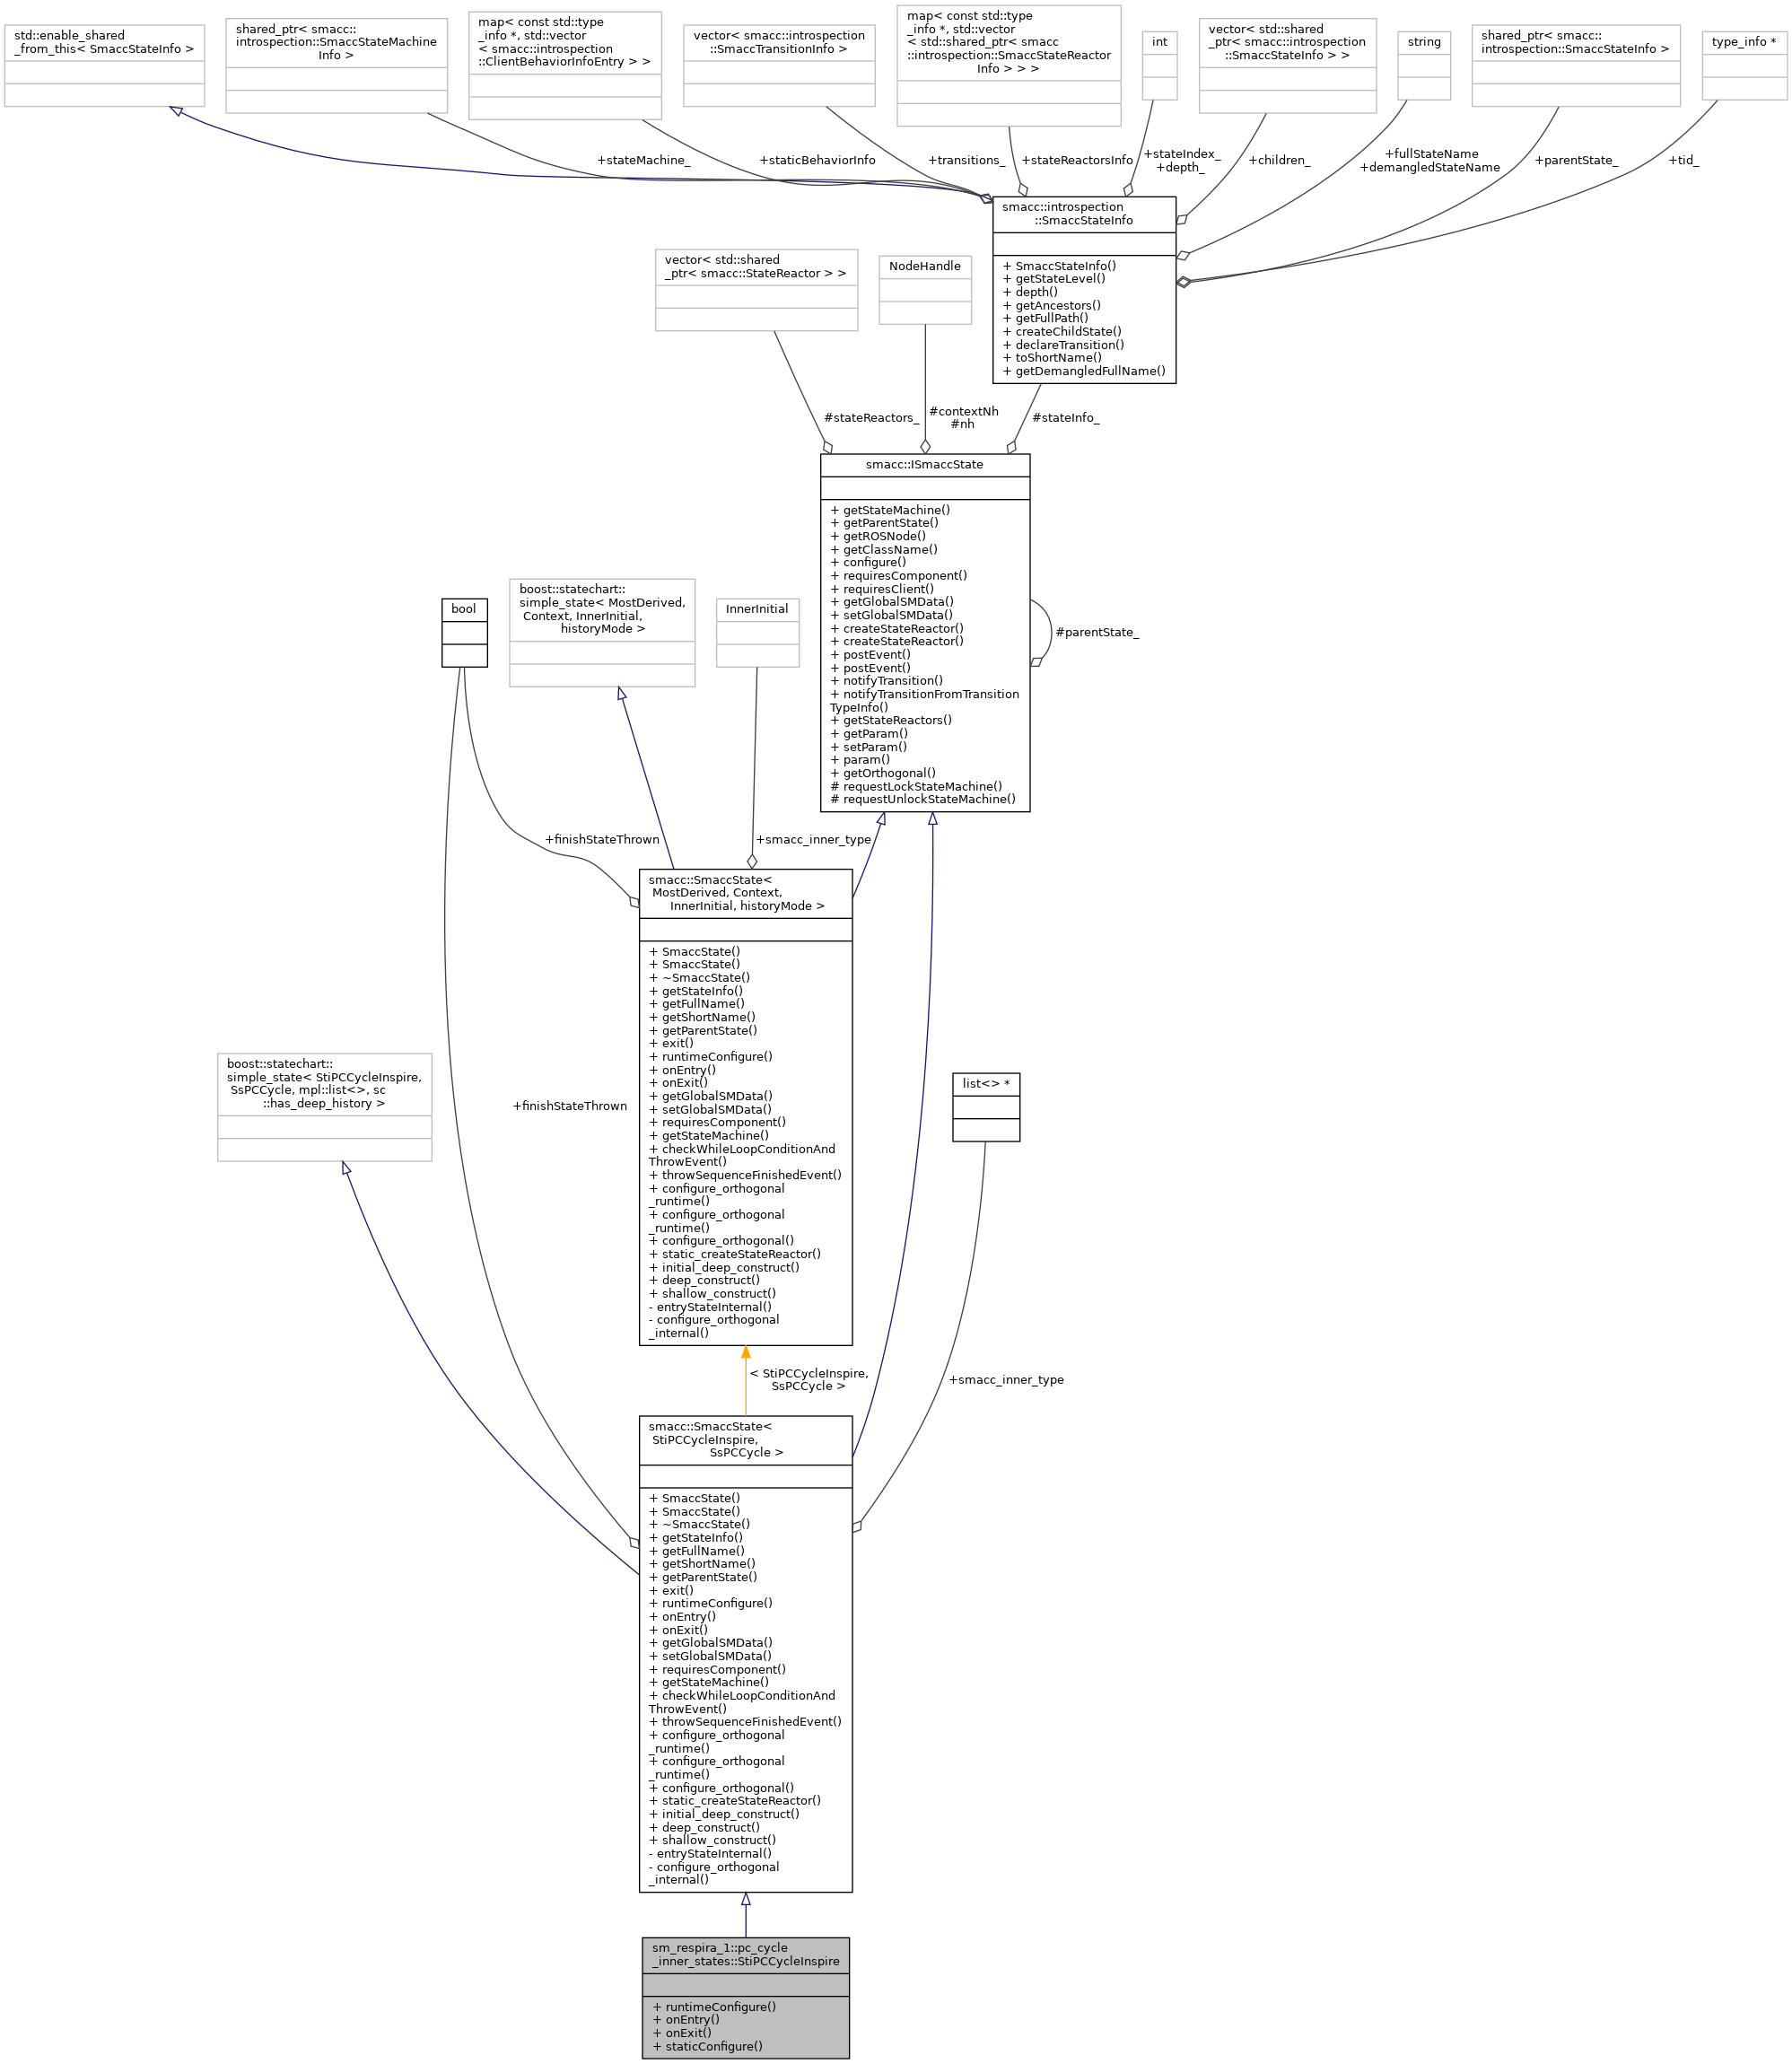 std::enable_shared
_from_this< SmaccStateInfo >
shared_ptr< smacc::
introspection::SmaccStateMachine
Info >
map< const std::type
_info *, std::vector
< smacc::introspection
::ClientBehaviorInfoEntry > >
vector< smacc::introspection
::SmaccTransitionInfo >
map< const std::type
_info *, std::vector
< std::shared_ptr< smacc
::introspection::SmaccStateReactor
Info > > >
int
vector< std::shared
_ptr< smacc::introspection
::SmaccStateInfo > >
string
shared_ptr< smacc::
introspection::SmaccStateInfo >
type_info *
+stateMachine_
+staticBehaviorInfo
+transitions_
+stateReactorsInfo
+stateIndex_
+depth_
+children_
+fullStateName
+demangledStateName
+parentState_
+tid_
smacc::introspection
::SmaccStateInfo
+ SmaccStateInfo()
+ getStateLevel()
+ depth()
+ getAncestors()
+ getFullPath()
+ createChildState()
+ declareTransition()
+ toShortName()
+ getDemangledFullName()
vector< std::shared
_ptr< smacc::StateReactor > >
NodeHandle
#stateReactors_
#contextNh
#nh
#stateInfo_
smacc::ISmaccState
+ getStateMachine()
+ getParentState()
+ getROSNode()
+ getClassName()
+ configure()
+ requiresComponent()
+ requiresClient()
+ getGlobalSMData()
+ setGlobalSMData()
+ createStateReactor()
+ createStateReactor()
+ postEvent()
+ postEvent()
+ notifyTransition()
+ notifyTransitionFromTransition
TypeInfo()
+ getStateReactors()
+ getParam()
+ setParam()
+ param()
+ getOrthogonal()
# requestLockStateMachine()
# requestUnlockStateMachine()
#parentState_
bool
boost::statechart::
simple_state< MostDerived,
Context, InnerInitial,
historyMode >
InnerInitial
+finishStateThrown
+smacc_inner_type
smacc::SmaccState<
MostDerived, Context,
InnerInitial, historyMode >
+ SmaccState()
+ SmaccState()
+ ~SmaccState()
+ getStateInfo()
+ getFullName()
+ getShortName()
+ getParentState()
+ exit()
+ runtimeConfigure()
+ onEntry()
+ onExit()
+ getGlobalSMData()
+ setGlobalSMData()
+ requiresComponent()
+ getStateMachine()
+ checkWhileLoopConditionAnd
ThrowEvent()
+ throwSequenceFinishedEvent()
+ configure_orthogonal
_runtime()
+ configure_orthogonal
_runtime()
+ configure_orthogonal()
+ static_createStateReactor()
+ initial_deep_construct()
+ deep_construct()
+ shallow_construct()
- entryStateInternal()
- configure_orthogonal
_internal()
boost::statechart::
simple_state< StiPCCycleInspire,
SsPCCycle, mpl::list<>, sc
::has_deep_history >
+finishStateThrown
list<> *
< StiPCCycleInspire,
SsPCCycle >
+smacc_inner_type
smacc::SmaccState<
StiPCCycleInspire,
SsPCCycle >
+ SmaccState()
+ SmaccState()
+ ~SmaccState()
+ getStateInfo()
+ getFullName()
+ getShortName()
+ getParentState()
+ exit()
+ runtimeConfigure()
+ onEntry()
+ onExit()
+ getGlobalSMData()
+ setGlobalSMData()
+ requiresComponent()
+ getStateMachine()
+ checkWhileLoopConditionAnd
ThrowEvent()
+ throwSequenceFinishedEvent()
+ configure_orthogonal
_runtime()
+ configure_orthogonal
_runtime()
+ configure_orthogonal()
+ static_createStateReactor()
+ initial_deep_construct()
+ deep_construct()
+ shallow_construct()
- entryStateInternal()
- configure_orthogonal
_internal()
sm_respira_1::pc_cycle
_inner_states::StiPCCycleInspire
+ runtimeConfigure()
+ onEntry()
+ onExit()
+ staticConfigure()